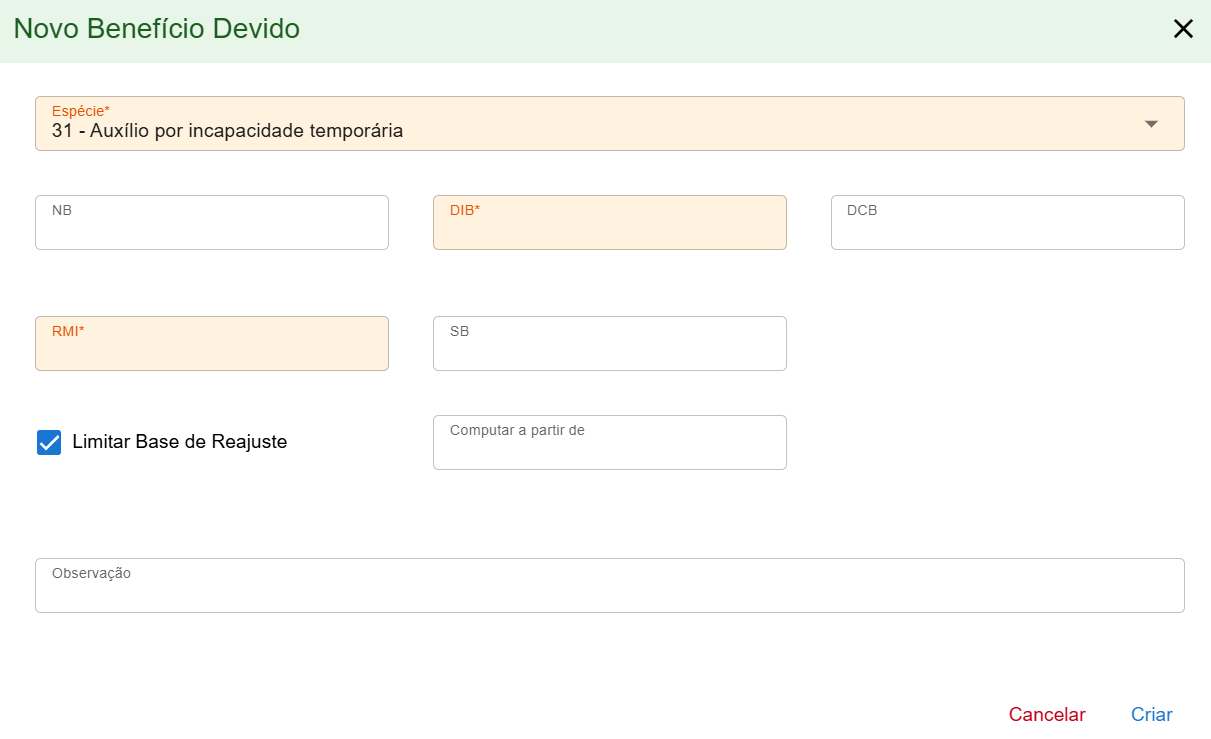 Novo Benefício Devido
Espécie*
31 - Auxílio por incapacidade temporária
NB
DIB*
DCB
RMI*
SB
Limitar Base de Reajuste
Computar a partir de
Observação
Cancelar
Criar